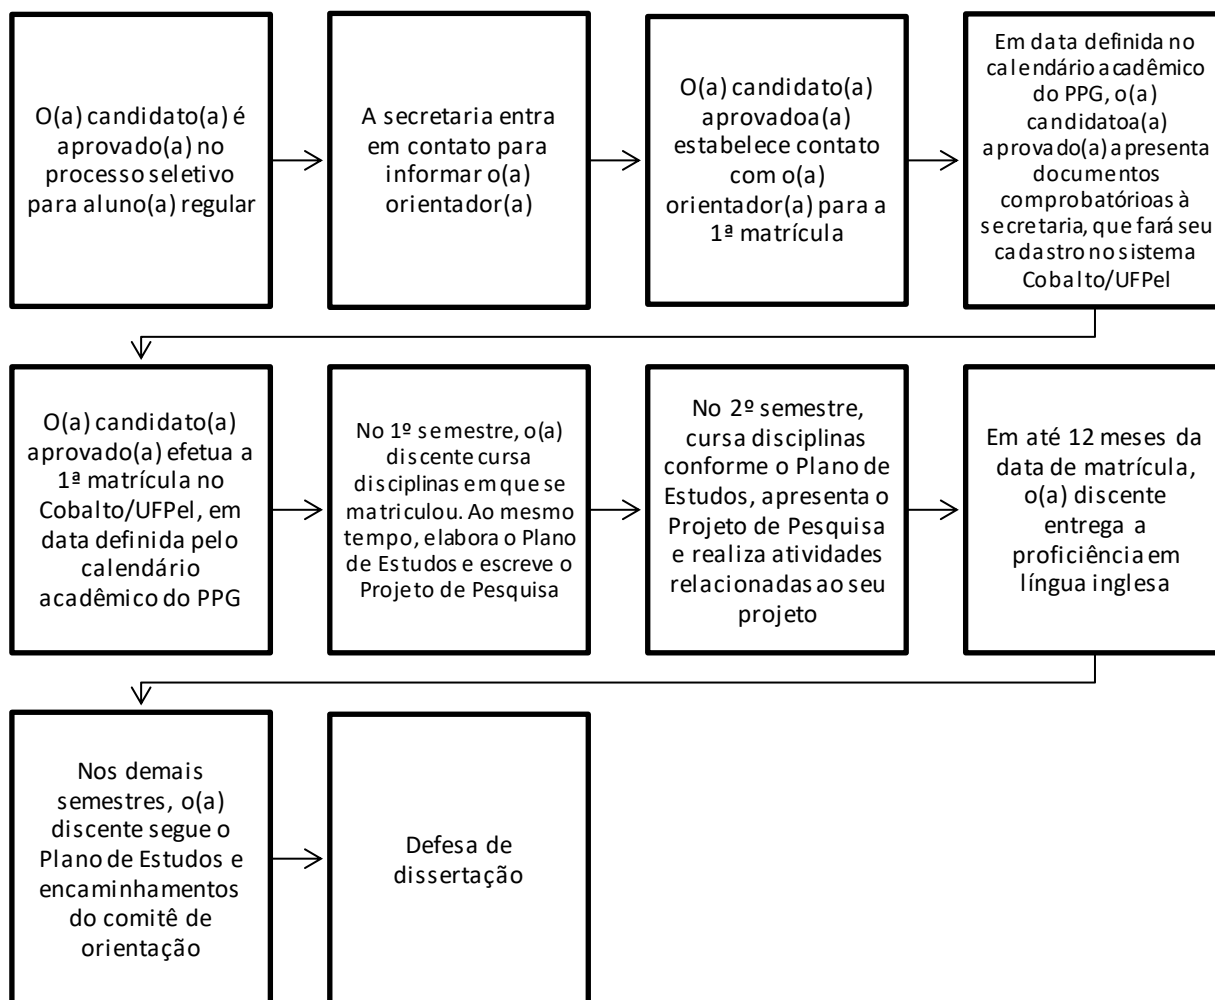 O(a) candidato(a) é
aprovado(a) no
processo seletivo
para aluno(a) regular
A secretaria entra
em contato para
informar o(a)
orientador(a)
O(a) candidato(a)
aprovadoa(a)
estabelece contato
com o(a)
orientador(a) para a
1ª matrícula
Em data definida no
calendário acadêmico
do PPG, o(a)
candidatoa(a)
aprovado(a) apresenta
documentos
comprobatórioas à
secretaria, que fará seu
cadastro no sistema
Cobalto/UFPel
O(a) candidato(a)
aprovado(a) efetua a
1ª matrícula no
Cobalto/UFPel, em
data definida pelo
calendário
acadêmico do PPG
No 1º semestre, o(a)
discente cursa
disciplinas em que se
matriculou. Ao mesmo
tempo, elabora o Plano
de Estudos e escreve o
Projeto de Pesquisa
No 2º semestre,
cursa disciplinas
conforme o Plano de
Estudos, apresenta o
Projeto de Pesquisa
e realiza atividades
relacionadas ao seu
projeto
Em até 12 meses da
data de matrícula,
o(a) discente
entrega a
proficiência em
língua inglesa
Nos demais
semestres, o(a)
discente segue o
Plano de Estudos e
encaminhamentos
do comitê de
orientação
Defesa de
dissertação